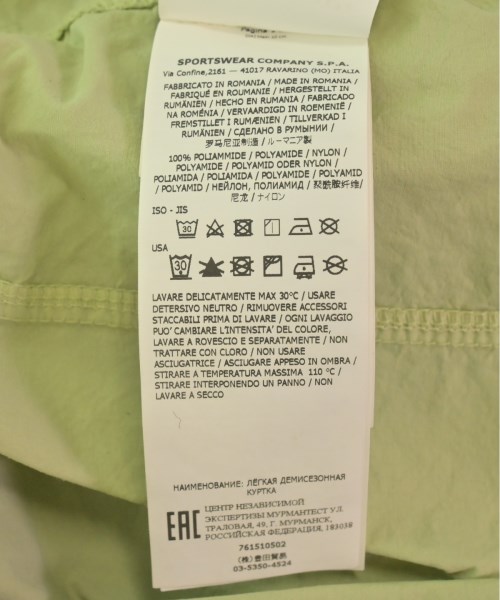 SPORTSWEAR COMPANY S.P.A.
Via Confine,2161 — 41017 RAVARINO (MO) ITALIA
FABBRICATO IN ROMANIA / MADE IN ROMANIA /
FABRIQUÉ EN ROUMANIE / HERGESTELLT IN
RUMÄNIEN / HECHO EN RUMANIA / FABRICADO
NA ROMÉNIA / VERVAARDIGD IN ROEMENIË /
FREMSTILLET I RUMÆNIEN / TILLVERKAD I
RUMÄNIEN / СДЕЛАНО В РУМЫНИИ /
罗马尼亚制造 / ルーマニア製
100% POLIAMMIDE / POLYAMIDE / NYLON /
POLYAMIDE / POLYAMID ODER NYLON /
POLIAMIDA / POLIAMIDA / POLYAMIDE / POLYAMID
/ POLYAMID / НЕЙЛОН, ПОЛИАМИД / 聚酰胺纤维/
尼龙 / ナイロン
ISO - JIS
30
USA
30
LAVARE DELICATAMENTE MAX 30°C / USARE
DETERSIVO NEUTRO / RIMUOVERE ACCESSORI
STACCABILI PRIMA DI LAVARE / OGNI LAVAGGIO
PUO' CAMBIARE L'INTENSITA' DEL COLORE,
LAVARE A ROVESCIO E SEPARATAMENTE / NON
TRATTARE CON CLORO / NON USARE
ASCIUGATRICE / ASCIUGARE APPESO IN OMBRA /
STIRARE A TEMPERATURA MASSIMA 110 °C /
STIRARE INTERPONENDO UN PANNO / NON
LAVARE A SECCO
НАИМЕНОВАНИЕ: ЛЁГКАЯ ДЕМИСЕЗОННАЯ
КУРТКА
EAC
ЦЕНТР НЕЗАВИСИМОЙ
ЭКСПЕРТИЗЫ МУРМАНТЕСТ УЛ.
ТРАЛОВАЯ, 49, Г. МУРМАНСК,
РОССИЙСКАЯ ФЕДЕРАЦИЯ, 183038
761510502
(株) 豊田貿易
03-5350-4524